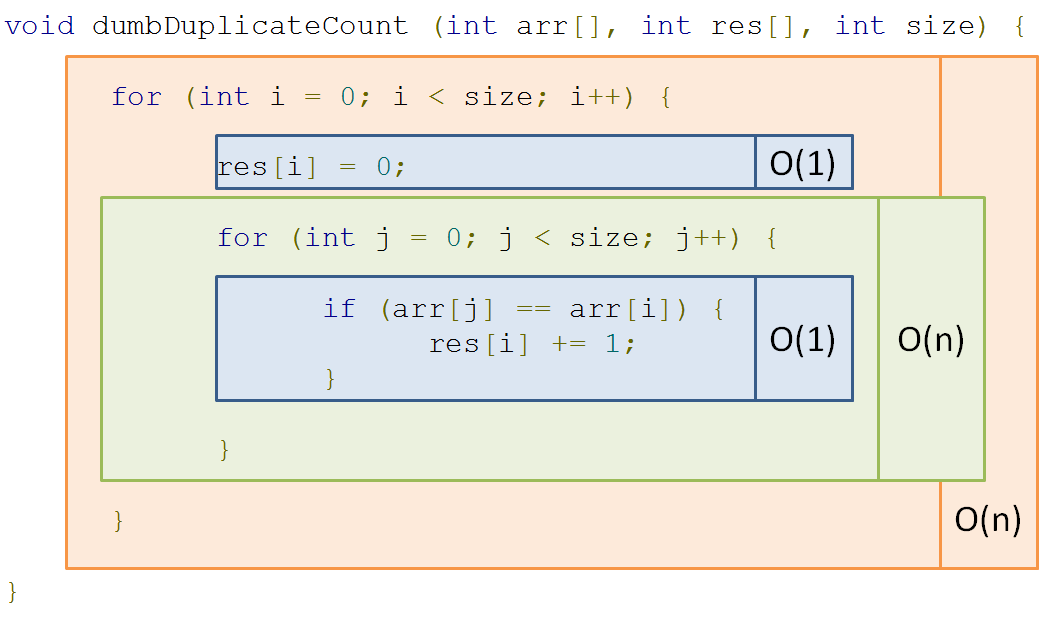 void dumbDuplicateCount (int arr[], int res[], int size) {
for (int i = 0; i < size; i++) {
res[i] = 0; O(1)
for (int j = 0; j < size; j++) {
if (arr[j] == arr[i]) {
res[i] += 1; O(1) O(n)
}
}
} O(n)
}